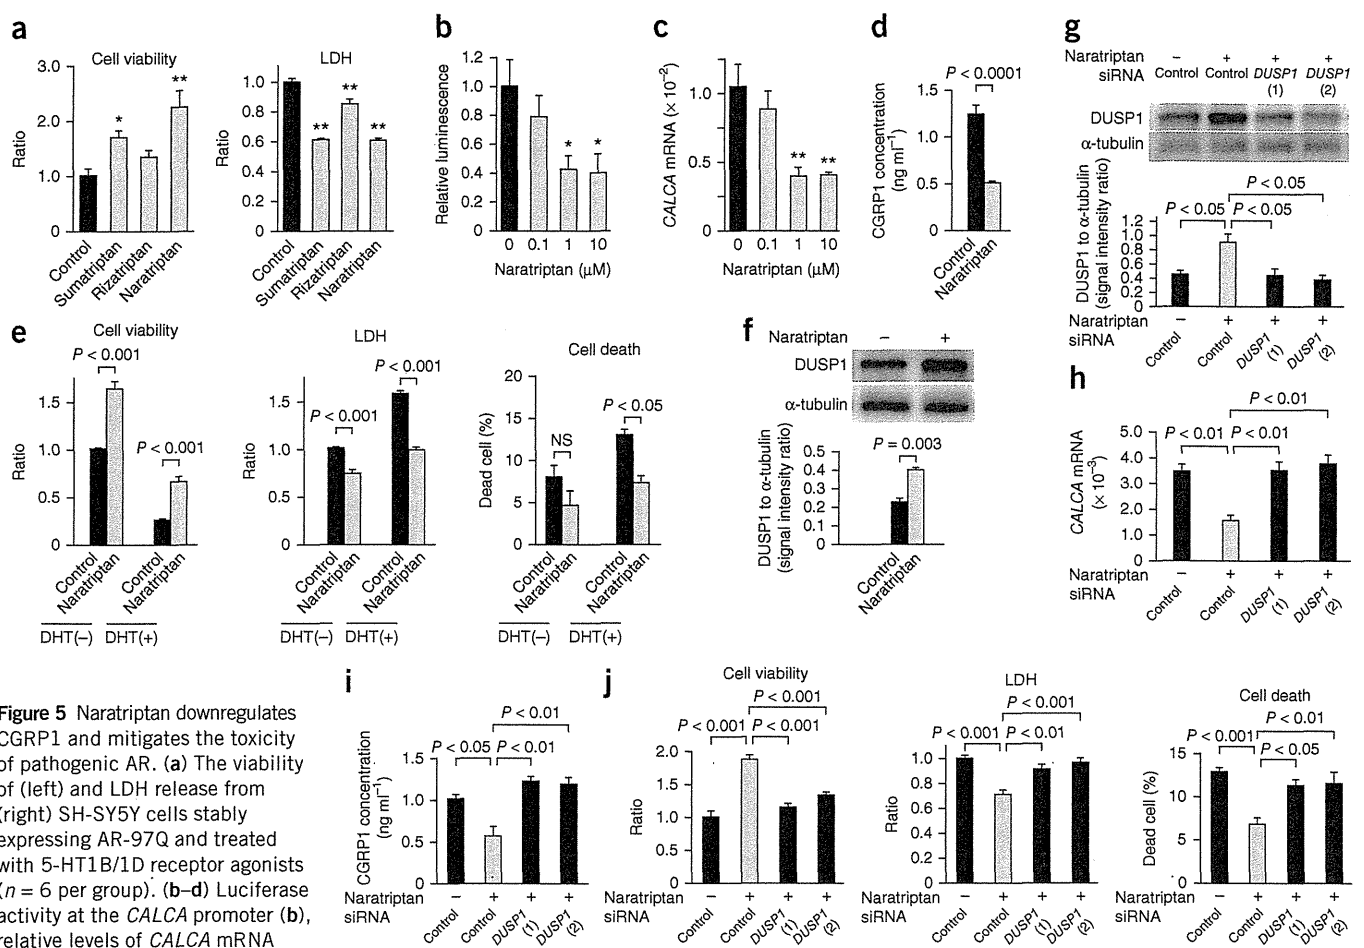 a
Cell viability
3.0
2.0
1.0
0
Ratio
*
**
Control
Sumatriptan
Rizatriptan
Naratriptan
LDH
1.0
0.8
0.6
0.4
0.2
0
Ratio
**
**
**
Control
Sumatriptan
Rizatriptan
Naratriptan
b
1.2
1.0
0.8
0.6
0.4
0.2
0
Relative luminescence
*
*
0 0.1 1 10
Naratriptan (μM)
c
1.0
0.5
0
CALCA mRNA (× 10⁻²)
**
**
0 0.1 1 10
Naratriptan (μM)
d
P < 0.0001
1.5
1.0
0.5
0
CGRP1 concentration
(ng ml⁻¹)
Control
Naratriptan
g
Naratriptan – + + +
siRNA Control Control DUSP1 DUSP1
(1) (2)
DUSP1
α-tubulin
P < 0.05
P < 0.05 P < 0.05
1.2
1.0
0.8
0.6
0.4
0.2
0
DUSP1 to α-tubulin
(signal intensity ratio)
Naratriptan – + + +
siRNA
Control
Control
DUSP1
(1)
DUSP1
(2)
e
Cell viability
P < 0.001
P < 0.001
1.5
1.0
0.5
0
Ratio
Control
Naratriptan
Control
Naratriptan
DHT(–) DHT(+)
LDH
P < 0.001
P < 0.001
1.5
1.0
0.5
0
Ratio
Control
Naratriptan
Control
Naratriptan
DHT(–) DHT(+)
Cell death
NS
P < 0.05
20
15
10
5
0
Dead cell (%)
Control
Naratriptan
Control
Naratriptan
DHT(–) DHT(+)
f
Naratriptan – +
DUSP1
α-tubulin
P = 0.003
0.5
0.4
0.3
0.2
0.1
0
DUSP1 to α-tubulin
(signal intensity ratio)
Control
Naratriptan
h
P < 0.01
P < 0.01 P < 0.01
5.0
4.0
3.0
2.0
1.0
0
CALCA mRNA
(× 10⁻³)
Naratriptan – + + +
siRNA
Control
Control
DUSP1
(1)
DUSP1
(2)
Figure 5 Naratriptan downregulates
CGRP1 and mitigates the toxicity
of pathogenic AR. (a) The viability
of (left) and LDH release from
(right) SH-SY5Y cells stably
expressing AR-97Q and treated
with 5-HT1B/1D receptor agonists
(n = 6 per group). (b–d) Luciferase
activity at the CALCA promoter (b),
relative levels of CALCA mRNA
i
P < 0.01
P < 0.05 P < 0.01
1.5
1.0
0.5
0
CGRP1 concentration
(ng ml⁻¹)
Naratriptan – + + +
siRNA
Control
Control
DUSP1
(1)
DUSP1
(2)
j
Cell viability
P < 0.001
P < 0.001 P < 0.001
2.0
1.5
1.0
0.5
0
Ratio
Naratriptan – + + +
siRNA
Control
Control
DUSP1
(1)
DUSP1
(2)
LDH
P < 0.001
P < 0.001 P < 0.01
1.0
0.8
0.6
0.4
0.2
0
Ratio
Naratriptan – + + +
siRNA
Control
Control
DUSP1
(1)
DUSP1
(2)
Cell death
P < 0.01
P < 0.001 P < 0.05
15
10
5
0
Dead cell (%)
Naratriptan – + + +
siRNA
Control
Control
DUSP1
(1)
DUSP1
(2)